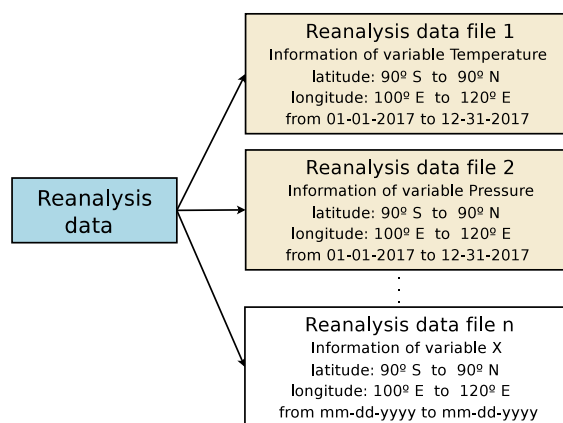 Reanalysis data file 1
Information of variable Temperature
latitude: 90º S to 90º N
longitude: 100º E to 120º E
from 01-01-2017 to 12-31-2017
Reanalysis
data
Reanalysis data file 2
Information of variable Pressure
latitude: 90º S to 90º N
longitude: 100º E to 120º E
from 01-01-2017 to 12-31-2017
Reanalysis data file n
Information of variable X
latitude: 90º S to 90º N
longitude: 100º E to 120º E
from mm-dd-yyyy to mm-dd-yyyy